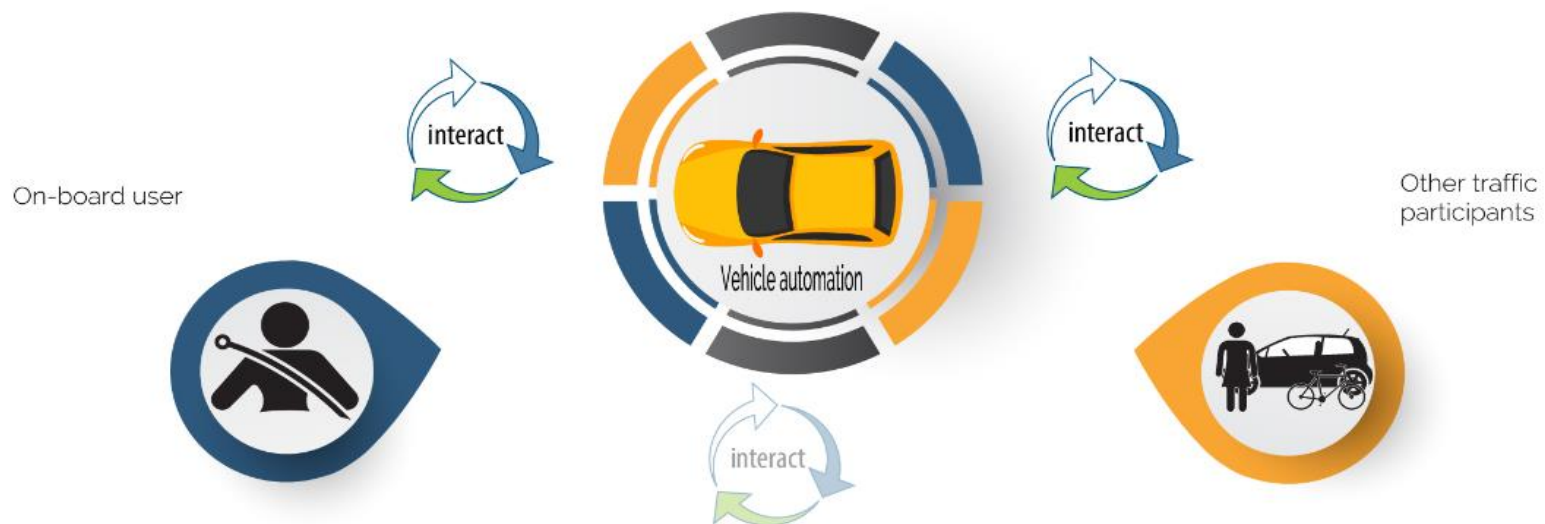 interact
interact
On-board user
Other traffic
participants
Vehicle automation
interact